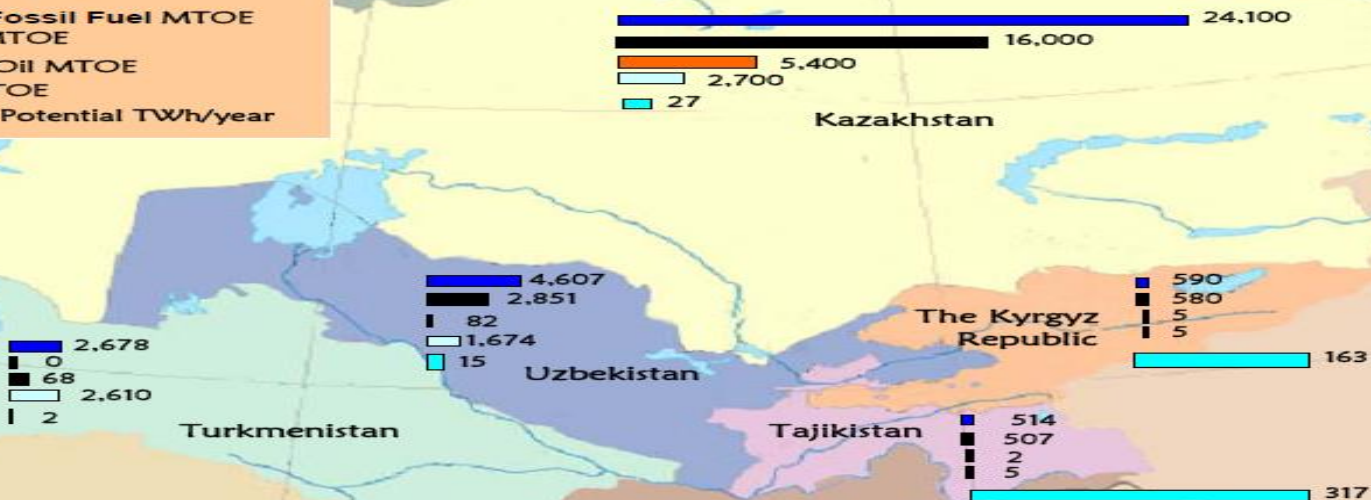 Fossil Fuel MTOE
MTOE
Oil MTOE
TOE
Potential TWh/year
24,100
16,000
5,400
2,700
27
Kazakhstan
4,607
2,851
82
1,674
15
Uzbekistan
The Kyrgyz
Republic
590
580
5
5
163
2,678
0
68
2,610
2
Turkmenistan
Tajikistan
514
507
2
5
317